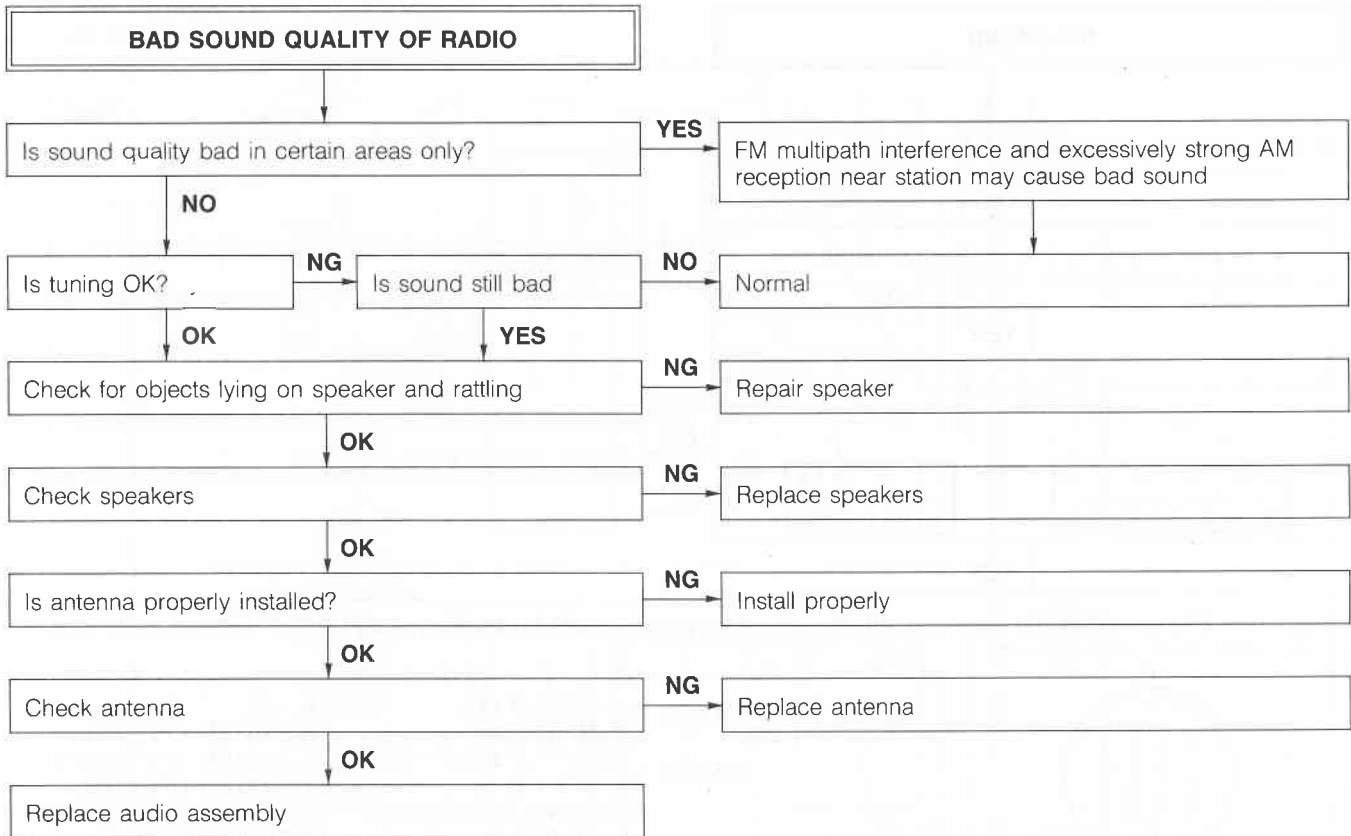 BAD SOUND QUALITY OF RADIO
Is sound quality bad in certain areas only?
YES
FM multipath interference and excessively strong AM
reception near station may cause bad sound
NO
Is tuning OK?
NG
Is sound still bad
NO
Normal
OK
YES
Check for objects lying on speaker and rattling
NG
Repair speaker
OK
Check speakers
NG
Replace speakers
OK
Is antenna properly installed?
NG
Install properly
OK
Check antenna
NG
Replace antenna
OK
Replace audio assembly